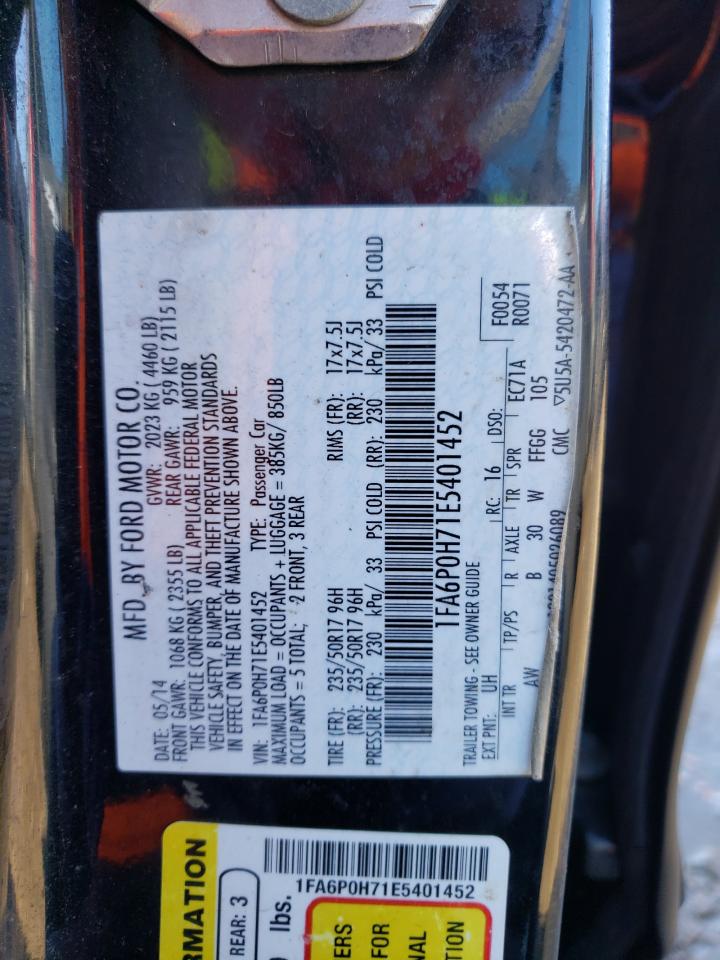 MFD. BY FORD MOTOR CO.
DATE: 05/14 GVWR: 2023 KG ( 4460 LB)
FRONT GAWR: 1068 KG ( 2355 LB) REAR GAWR: 959 KG ( 2115 LB)
THIS VEHICLE CONFORMS TO ALL APPLICABLE FEDERAL MOTOR
VEHICLE SAFETY, BUMPER, AND THEFT PREVENTION STANDARDS
IN EFFECT ON THE DATE OF MANUFACTURE SHOWN ABOVE.
VIN: 1FA6P0H71E5401452 TYPE: Passenger Car
MAXIMUM LOAD = OCCUPANTS + LUGGAGE = 385KG/ 850LB
OCCUPANTS = 5 TOTAL; 2 FRONT, 3 REAR
TIRE (FR): 235/50R17 96H RIMS (FR): 17x7.5J
(RR): 235/50R17 96H (RR): 17x7.5J
PRESSURE (FR): 230 kPa/ 33 PSI COLD (RR): 230 kPa/ 33 PSI COLD
1FA6P0H71E5401452
TRAILER TOWING - SEE OWNER GUIDE
EXT PNT: UH RC: 16 DSO: F0054
R0071
INT TR TP/PS R AXLE TR SPR EC71A
AW B 30 W FFGG 105
CMC ▽5U5A-5420472-AA
RMATION
REAR: 3
lbs.
1FA6P0H71E5401452
ERS
FOR
NAL
TION